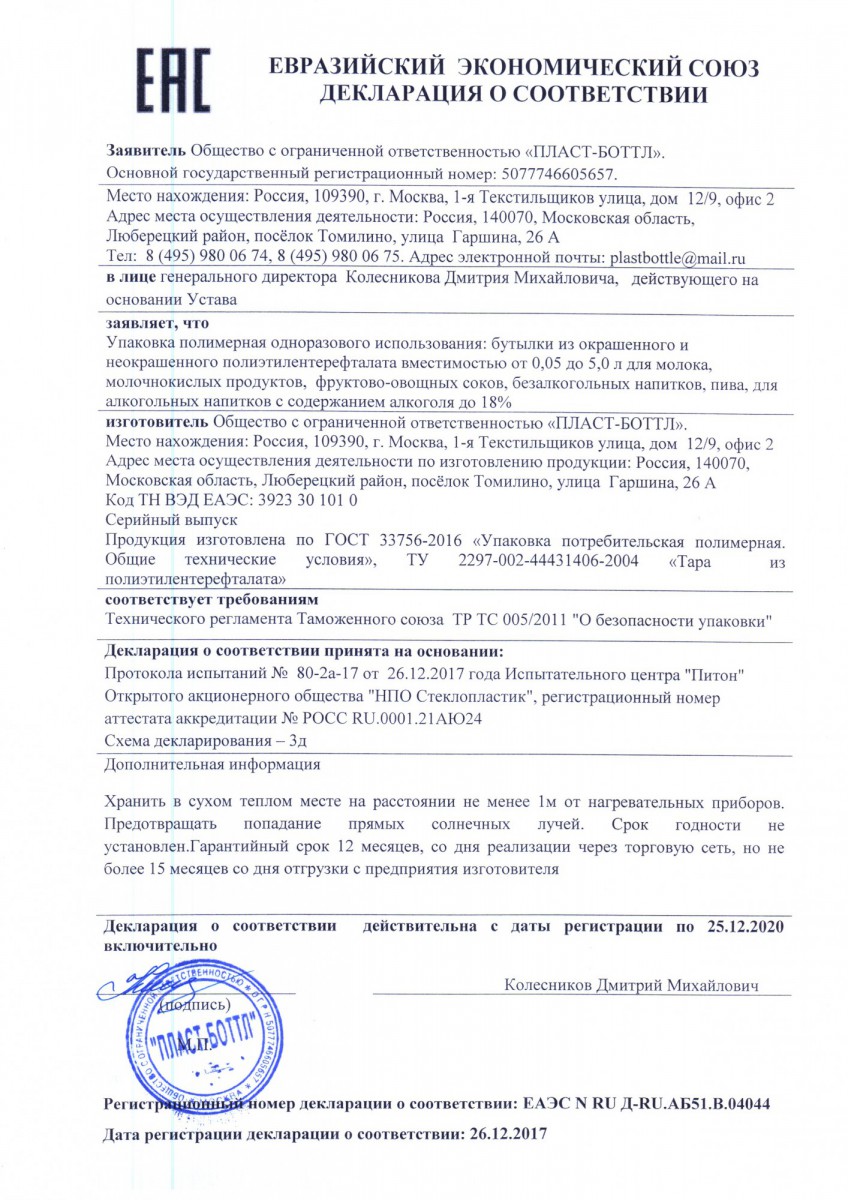 EAC
ЕВРАЗИЙСКИЙ ЭКОНОМИЧЕСКИЙ СОЮЗ
ДЕКЛАРАЦИЯ О СООТВЕТСТВИИ
Заявитель Общество с ограниченной ответственностью «ПЛАСТ-БОТТЛ».
Основной государственный регистрационный номер: 5077746605657.
Место нахождения: Россия, 109390, г. Москва, 1-я Текстильщиков улица, дом 12/9, офис 2
Адрес места осуществления деятельности: Россия, 140070, Московская область,
Люберецкий район, посёлок Томилино, улица Гаршина, 26 А
Тел: 8 (495) 980 06 74, 8 (495) 980 06 75. Адрес электронной почты: plastbottle@mail.ru
в лице генерального директора Колесникова Дмитрия Михайловича, действующего на
основании Устава
заявляет, что
Упаковка полимерная одноразового использования: бутылки из окрашенного и
неокрашенного полиэтилентерефталата вместимостью от 0,05 до 5,0 л для молока,
молочнокислых продуктов, фруктово-овощных соков, безалкогольных напитков, пива, для
алкогольных напитков с содержанием алкоголя до 18%
изготовитель Общество с ограниченной ответственностью «ПЛАСТ-БОТТЛ».
Место нахождения: Россия, 109390, г. Москва, 1-я Текстильщиков улица, дом 12/9, офис 2
Адрес места осуществления деятельности по изготовлению продукции: Россия, 140070,
Московская область, Люберецкий район, посёлок Томилино, улица Гаршина, 26 А
Код ТН ВЭД ЕАЭС: 3923 30 101 0
Серийный выпуск
Продукция изготовлена по ГОСТ 33756-2016 «Упаковка потребительская полимерная.
Общие технические условия», ТУ 2297-002-44431406-2004 «Тара из
полиэтилентерефталата»
соответствует требованиям
Технического регламента Таможенного союза ТР ТС 005/2011 "О безопасности упаковки"
Декларация о соответствии принята на основании:
Протокола испытаний № 80-2а-17 от 26.12.2017 года Испытательного центра "Питон"
Открытого акционерного общества "НПО Стеклопластик", регистрационный номер
аттестата аккредитации № РОСС RU.0001.21АЮ24
Схема декларирования – 3д
Дополнительная информация
Хранить в сухом теплом месте на расстоянии не менее 1м от нагревательных приборов.
Предотвращать попадание прямых солнечных лучей. Срок годности не
установлен.Гарантийный срок 12 месяцев, со дня реализации через торговую сеть, но не
более 15 месяцев со дня отгрузки с предприятия изготовителя
Декларация о соответствии действительна с даты регистрации по 25.12.2020
включительно
Колесников Дмитрий Михайлович
(подпись)
М.П.
ОБЩЕСТВО С ОГРАНИЧЕННОЙ ОТВЕТСТВЕННОСТЬЮ * ОГРН 5077746605657 * МОСКВА *
"ПЛАСТ-БОТТЛ"
Регистрационный номер декларации о соответствии: ЕАЭС N RU Д-RU.АБ51.В.04044
Дата регистрации декларации о соответствии: 26.12.2017